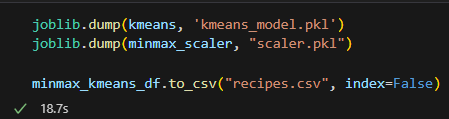 joblib.dump(kmeans, 'kmeans_model.pkl')
joblib.dump(minmax_scaler, "scaler.pkl")
minmax_kmeans_df.to_csv("recipes.csv", index=False)
✓ 18.7s